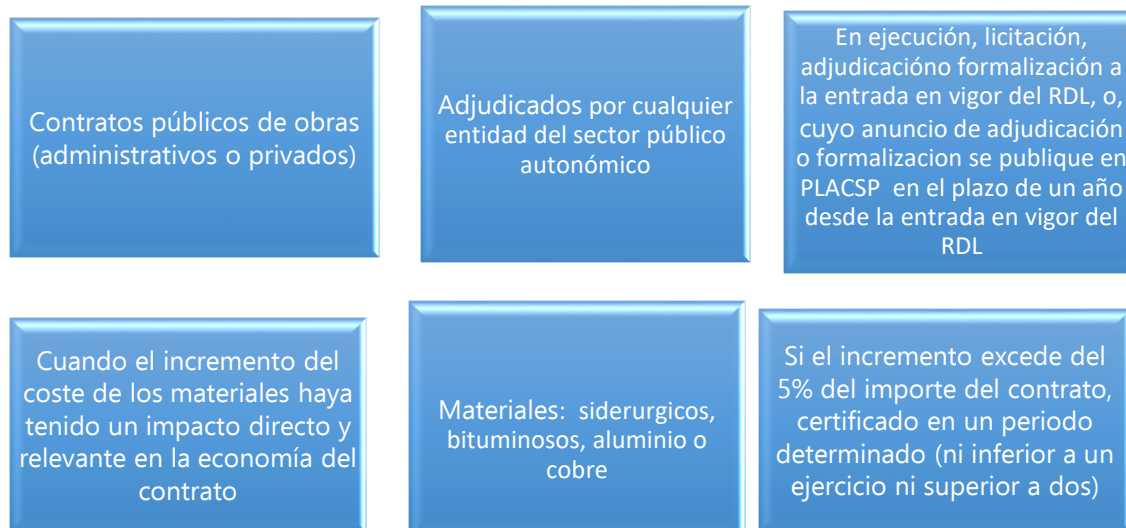 Contratos públicos de obras
(administrativos o privados)
Adjudicados por cualquier
entidad del sector público
autonómico
En ejecución, licitación,
adjudicacióno formalización a
la entrada en vigor del RDL, o,
cuyo anuncio de adjudicación
o formalizacion se publique en
PLACSP en el plazo de un año
desde la entrada en vigor del
RDL
Cuando el incremento del
coste de los materiales haya
tenido un impacto directo y
relevante en la economía del
contrato
Materiales: siderurgicos,
bituminosos, aluminio o
cobre
Si el incremento excede del
5% del importe del contrato,
certificado en un periodo
determinado (ni inferior a un
ejercicio ni superior a dos)